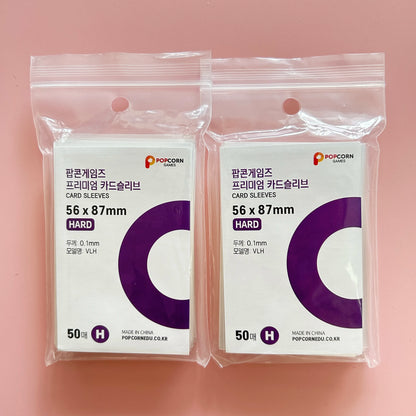 POPCORN
GAMES
팝콘게임즈
프리미엄 카드슬리브
CARD SLEEVES
56 x 87mm
HARD
두께: 0.1mm
모델명: VLH
50매 H
MADE IN CHINA
POPCORNEDU.CO.KR
POPCORN
GAMES
팝콘게임즈
프리미엄 카드슬리브
CARD SLEEVES
56 x 87mm
HARD
두께: 0.1mm
모델명: VLH
50매 H
MADE IN CHINA
POPCORNEDU.CO.KR